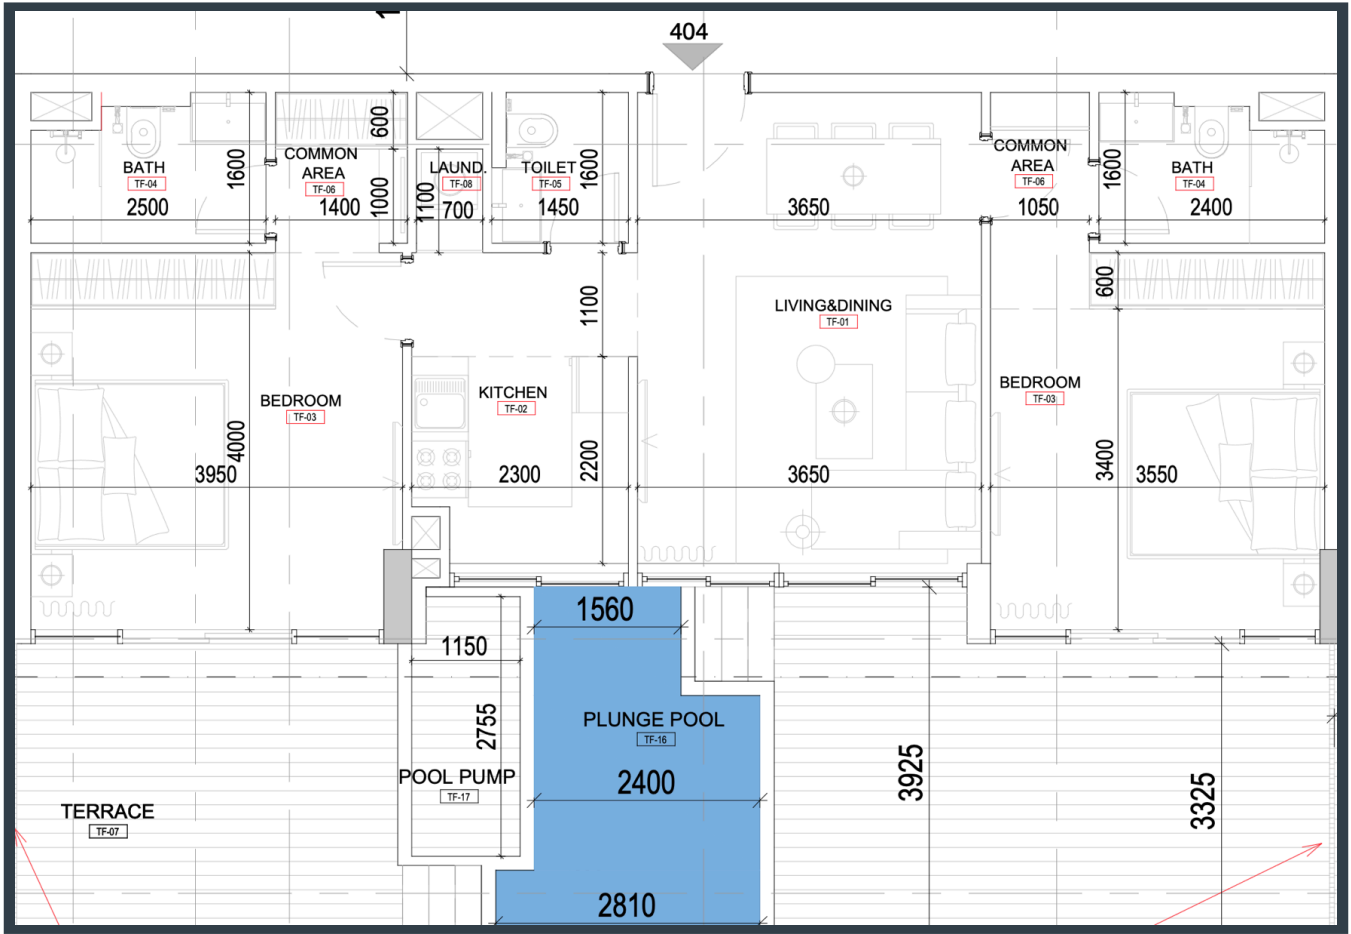 404
600
1600
BATH
TF-04
2500
COMMON
AREA
TF-06
1400
1000
LAUND.
TF-08
1100
700
TOILET
TF-05
1450
1600
3650
COMMON
AREA
TF-06
1050
1600
BATH
TF-04
2400
600
1100
LIVING&DINING
TF-01
BEDROOM
TF-03
4000
3950
KITCHEN
TF-02
2300
2200
3650
BEDROOM
TF-03
3400
3550
1560
1150
2755
PLUNGE POOL
TF-16
2400
POOL PUMP
TF-17
TERRACE
TF-07
3925
3325
2810